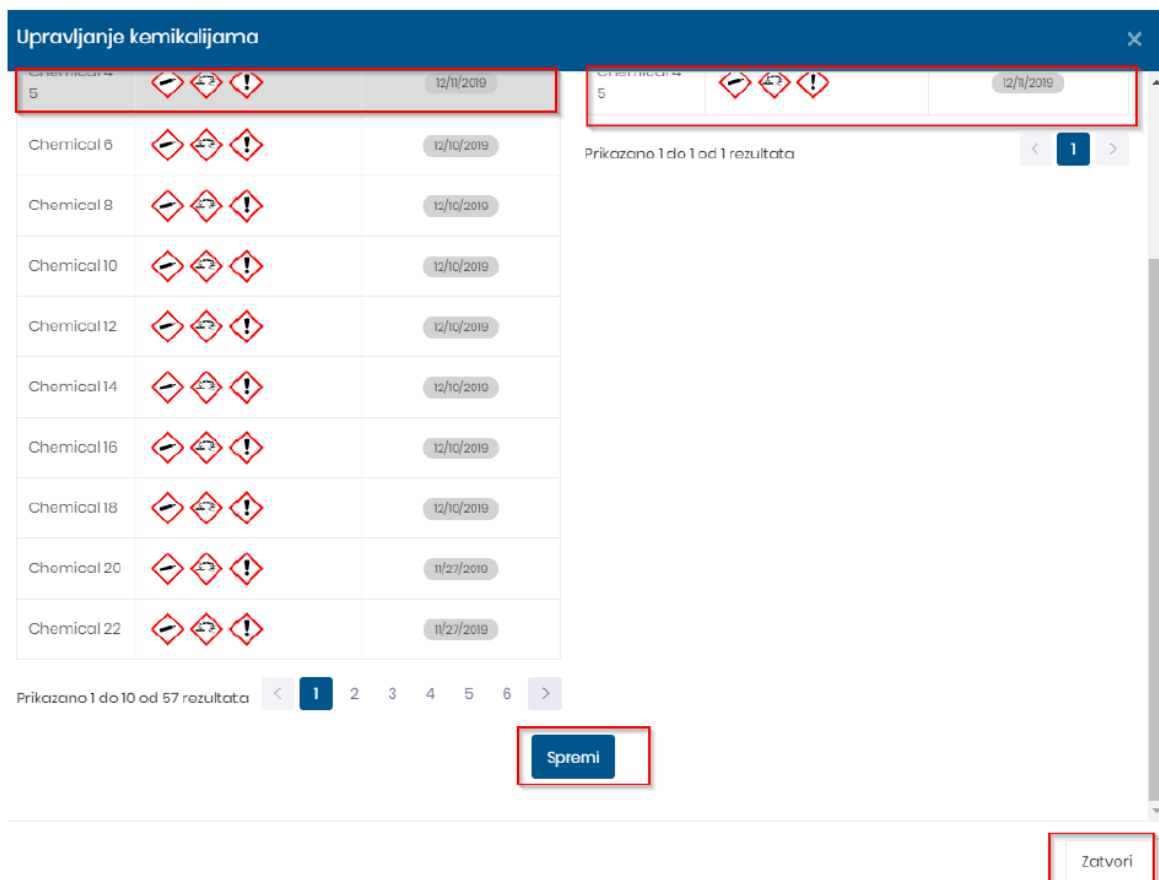 Upravljanje kemikalijama ×
Chemical 4
5 12/11/2019
Chemical 6 12/10/2019
Chemical 8 12/10/2019
Chemical 10 12/10/2019
Chemical 12 12/10/2019
Chemical 14 12/10/2019
Chemical 16 12/10/2019
Chemical 18 12/10/2019
Chemical 20 11/27/2019
Chemical 22 11/27/2019
Prikazano 1 do 10 od 57 rezultata < 1 2 3 4 5 6 >
Chemical 4
5 12/11/2019
Prikazano 1 do 1 od 1 rezultata < 1 >
Spremi
Zatvori